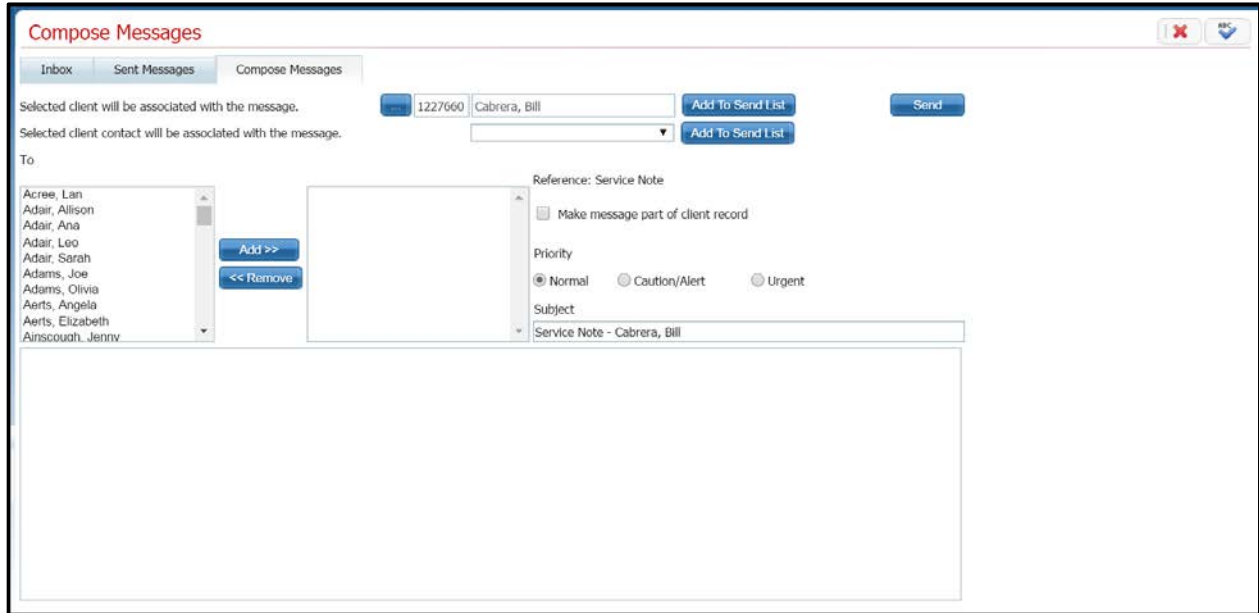 Compose Messages
ABC
Inbox Sent Messages Compose Messages
Selected client will be associated with the message. ... 1227660 Cabrera, Bill Add To Send List Send
Selected client contact will be associated with the message. Add To Send List
To
Reference: Service Note
Acree, Lan
Adair, Allison
Adair, Ana
Adair, Leo
Adair, Sarah
Adams, Joe
Adams, Olivia
Aerts, Angela
Aerts, Elizabeth
Ainscough, Jenny
Add >>
<< Remove
Make message part of client record
Priority
Normal Caution/Alert Urgent
Subject
Service Note - Cabrera, Bill